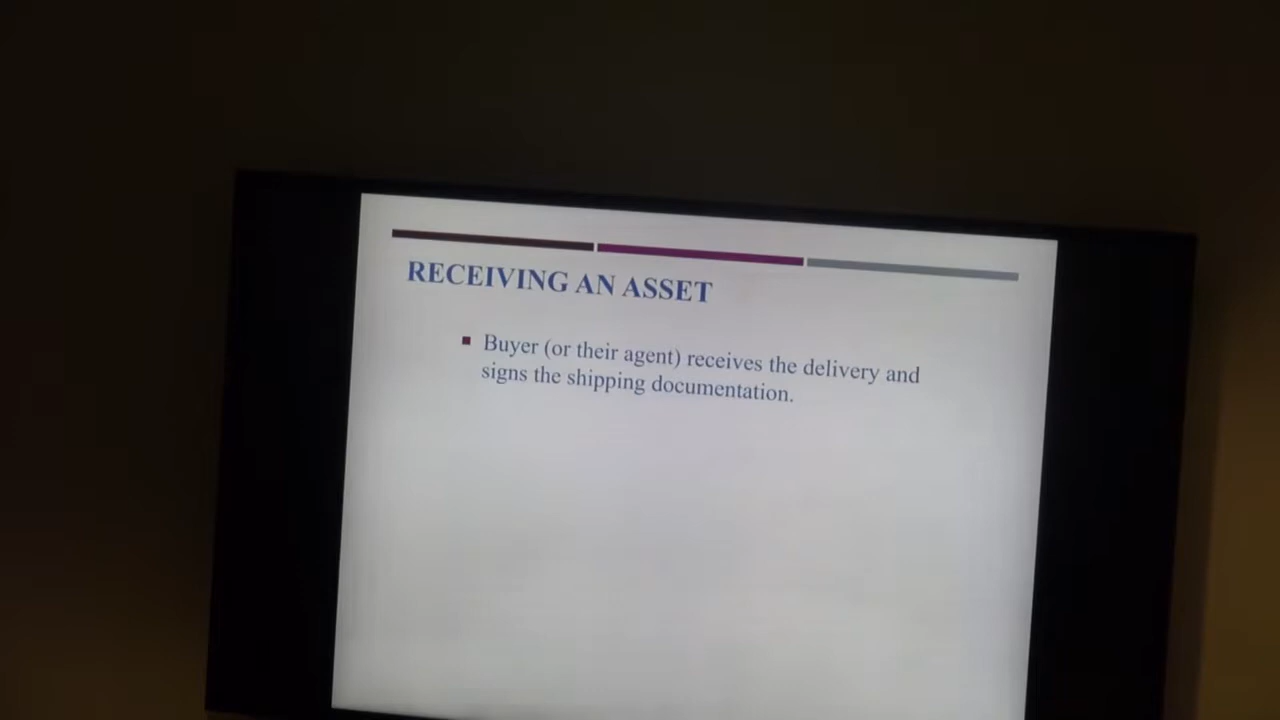 RECEIVING AN ASSET
Buyer (or their agent) receives the delivery and
signs the shipping documentation.